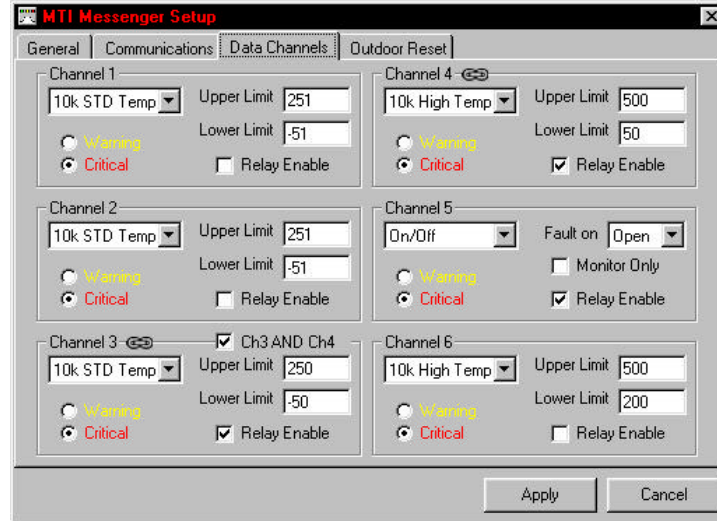 MTI Messenger Setup
General Communications Data Channels Outdoor Reset
Channel 1
10k STD Temp Upper Limit 251
Lower Limit -51
Warning
Critical Relay Enable
Channel 4
10k High Temp Upper Limit 500
Lower Limit 50
Warning
Critical Relay Enable
Channel 2
10k STD Temp Upper Limit 251
Lower Limit -51
Warning
Critical Relay Enable
Channel 5
On/Off Fault on Open
Monitor Only
Warning
Critical Relay Enable
Channel 3 Ch3 AND Ch4
10k STD Temp Upper Limit 250
Lower Limit -50
Warning
Critical Relay Enable
Channel 6
10k High Temp Upper Limit 500
Lower Limit 200
Warning
Critical Relay Enable
Apply Cancel